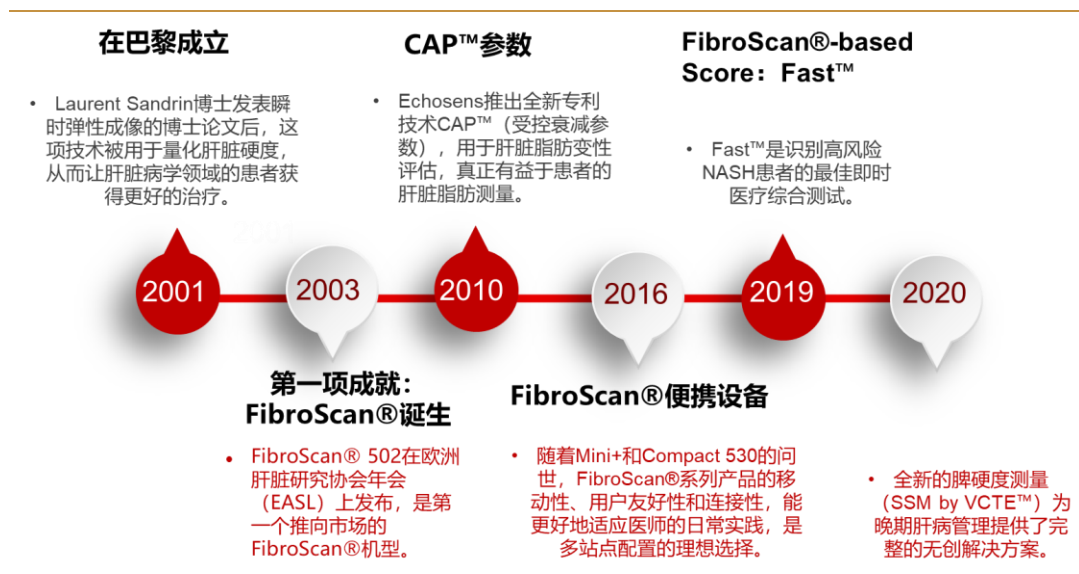 在巴黎成立
• Laurent Sandrin博士发表瞬
时弹性成像的博士论文后，这
项技术被用于量化肝脏硬度，
从而让肝脏病学领域的患者获
得更好的治疗。
CAP™参数
• Echosens推出全新专利
技术CAP™（受控衰减参
数），用于肝脏脂肪变性
评估，真正有益于患者的
肝脏脂肪测量。
FibroScan®-based
Score：Fast™
• Fast™是识别高风险
NASH患者的最佳即时
医疗综合测试。
2001
2003
2010
2016
2019
2020
第一项成就：
FibroScan®诞生
• FibroScan® 502在欧洲
肝脏研究协会年会
（EASL）上发布，是第
一个推向市场的
FibroScan®机型。
FibroScan®便携设备
• 随着Mini+和Compact 530的问
世，FibroScan®系列产品的移
动性、用户友好性和连接性，能
更好地适应医师的日常实践，是
多站点配置的理想选择。
• 全新的脾硬度测量
（SSM by VCTE™）为
晚期肝病管理提供了完
整的无创解决方案。